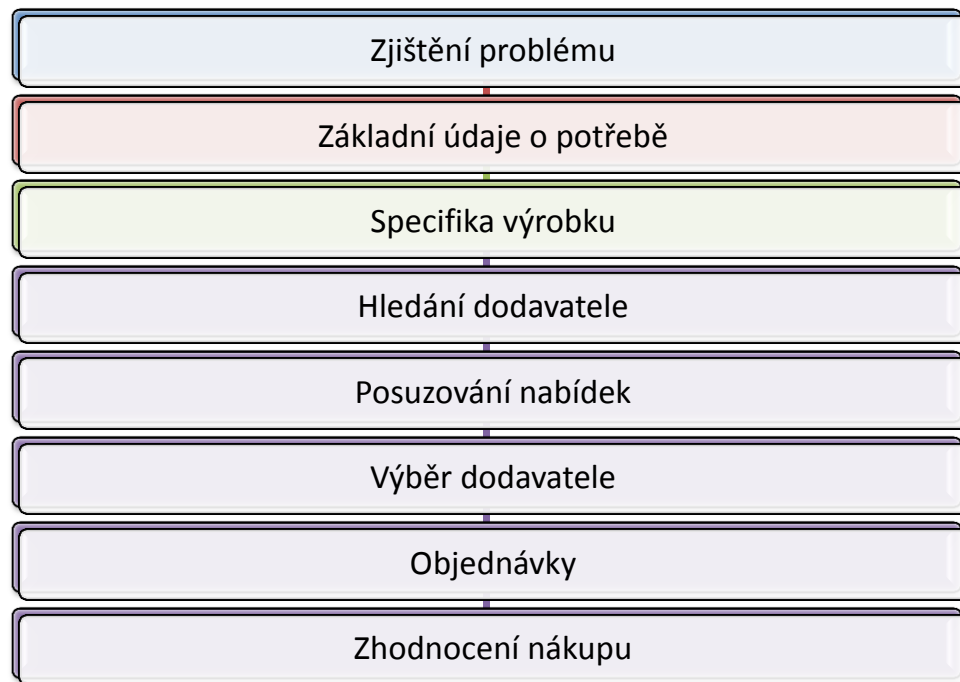 Zjištění problému
Základní údaje o potřebě
Specifika výrobku
Hledání dodavatele
Posuzování nabídek
Výběr dodavatele
Objednávky
Zhodnocení nákupu